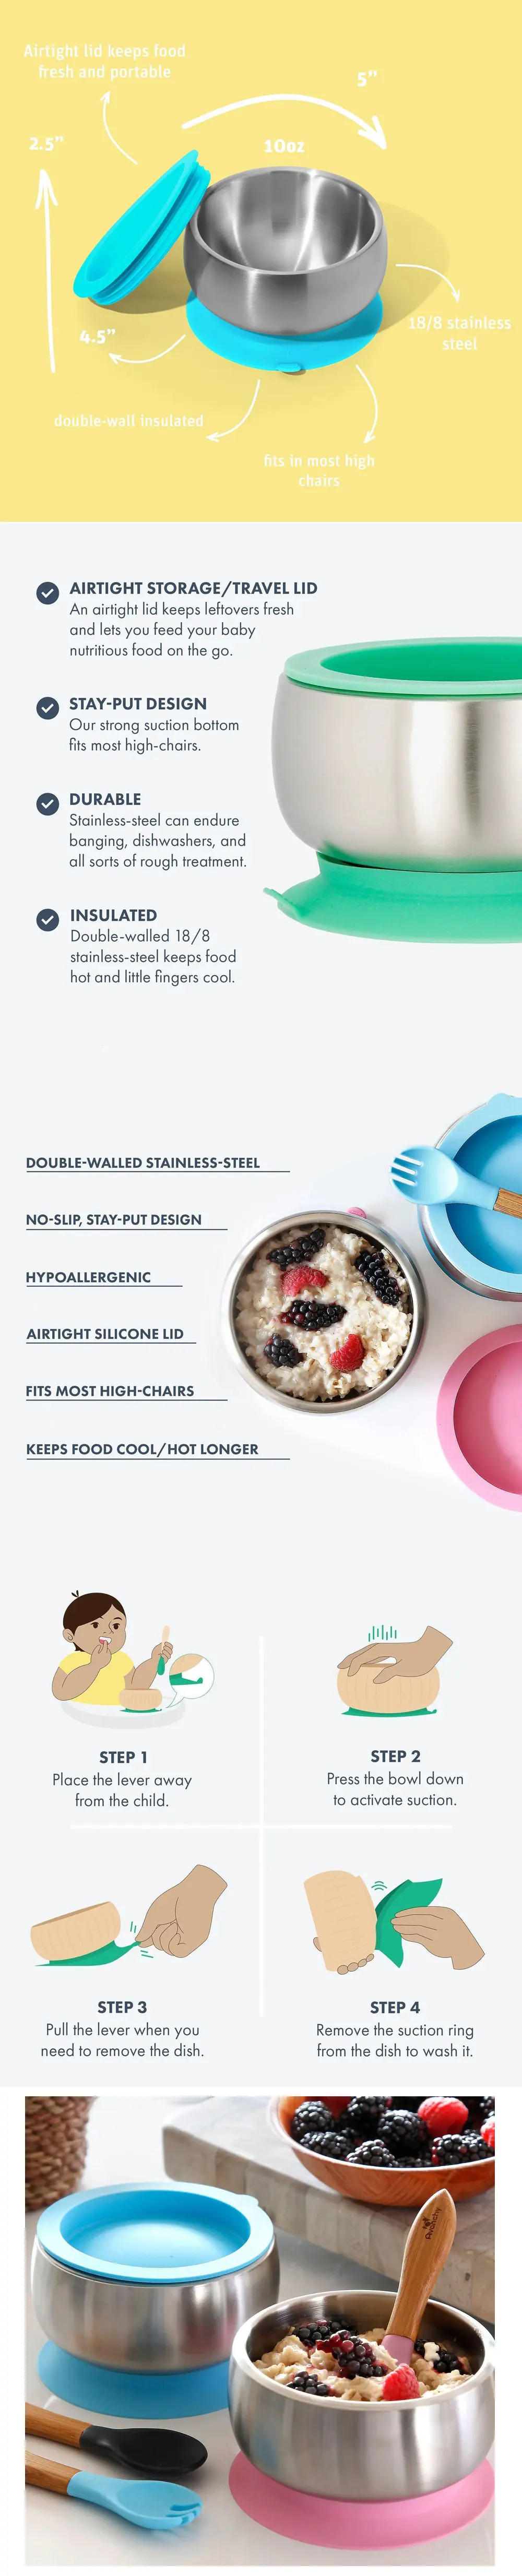 Airtight lid keeps food
fresh and portable
5"
2.5"
10oz
18/8 stainless
steel
4.5"
double-wall insulated
fits in most high
chairs
AIRTIGHT STORAGE/TRAVEL LID
An airtight lid keeps leftovers fresh
and lets you feed your baby
nutritious food on the go.
STAY-PUT DESIGN
Our strong suction bottom
fits most high-chairs.
DURABLE
Stainless-steel can endure
banging, dishwashers, and
all sorts of rough treatment.
INSULATED
Double-walled 18/8
stainless-steel keeps food
hot and little fingers cool.
DOUBLE-WALLED STAINLESS-STEEL
NO-SLIP, STAY-PUT DESIGN
HYPOALLERGENIC
AIRTIGHT SILICONE LID
FITS MOST HIGH-CHAIRS
KEEPS FOOD COOL/HOT LONGER
STEP 1
Place the lever away
from the child.
STEP 2
Press the bowl down
to activate suction.
STEP 3
Pull the lever when you
need to remove the dish.
STEP 4
Remove the suction ring
from the dish to wash it.
Avanchy